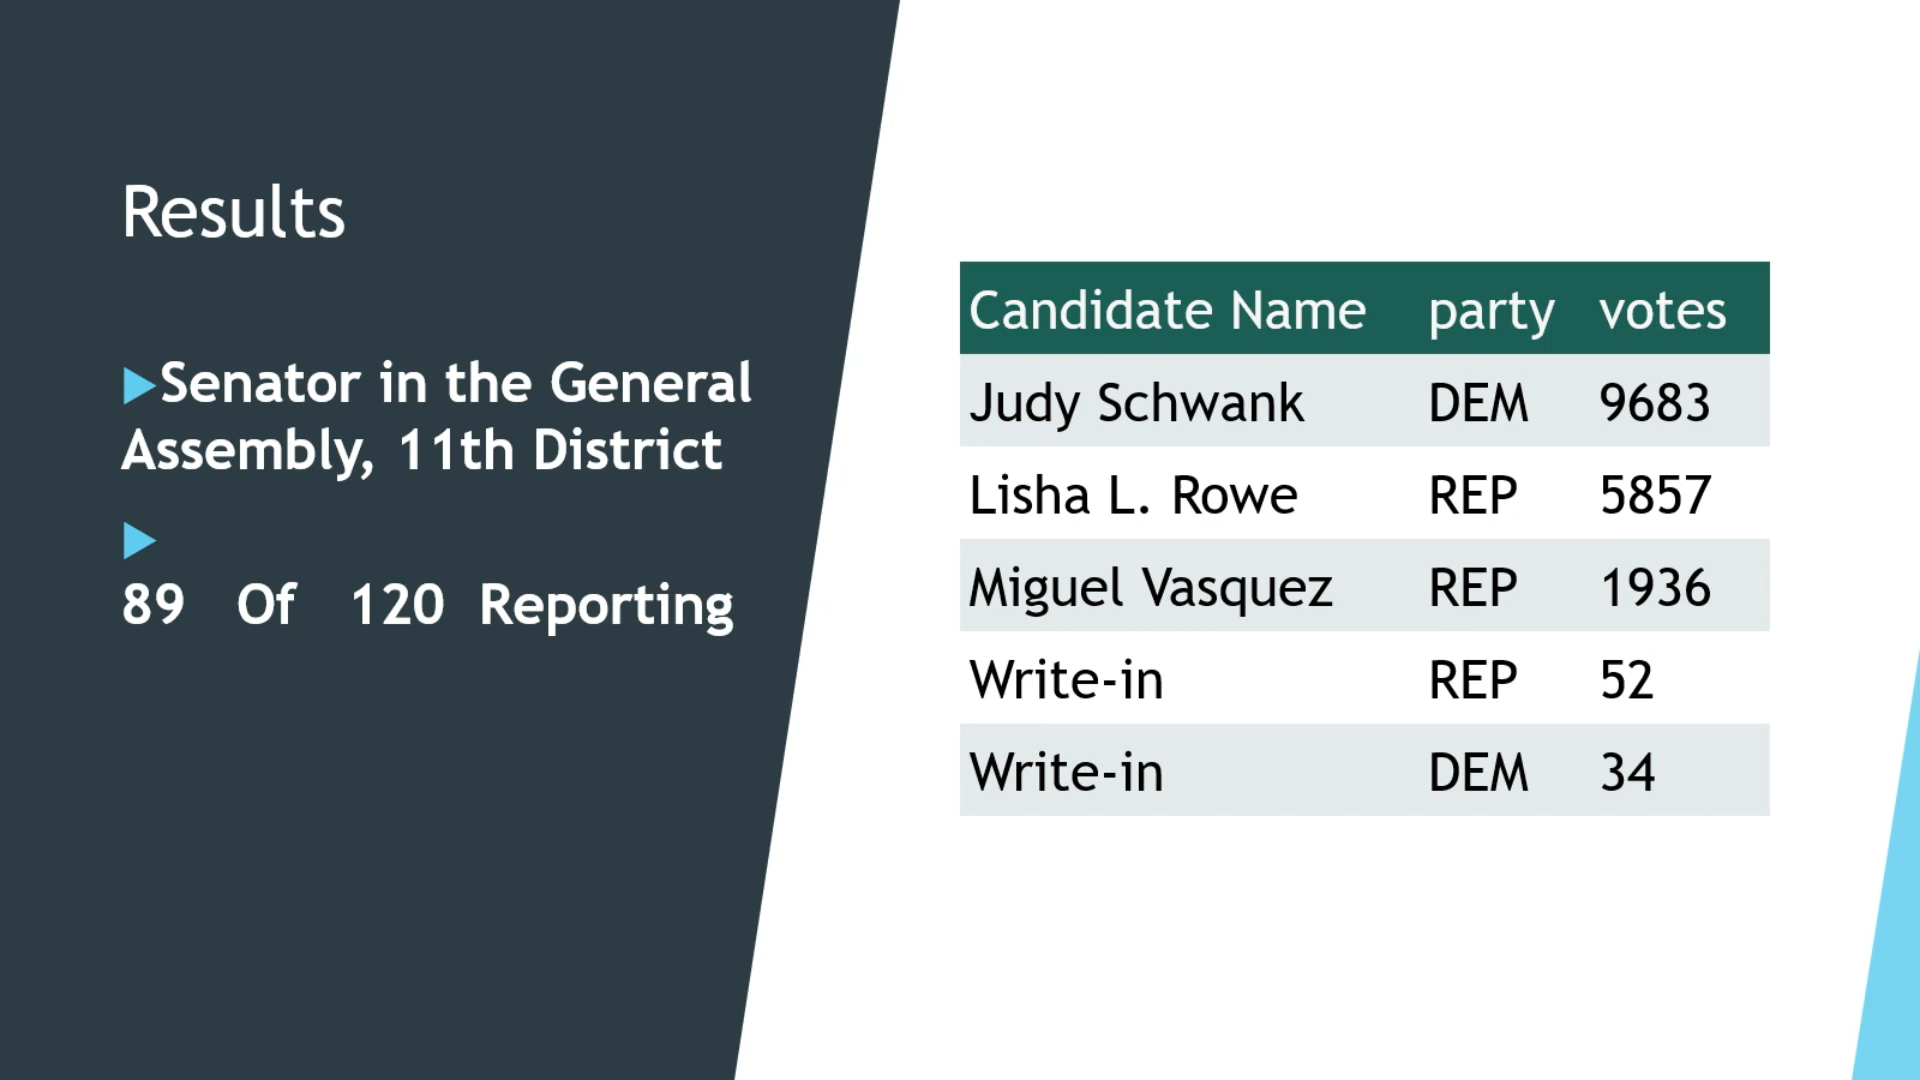 Results
Senator in the General
Assembly, 11th District
89 Of 120 Reporting
Candidate Name party votes
Judy Schwank DEM 9683
Lisha L. Rowe REP 5857
Miguel Vasquez REP 1936
Write-in REP 52
Write-in DEM 34